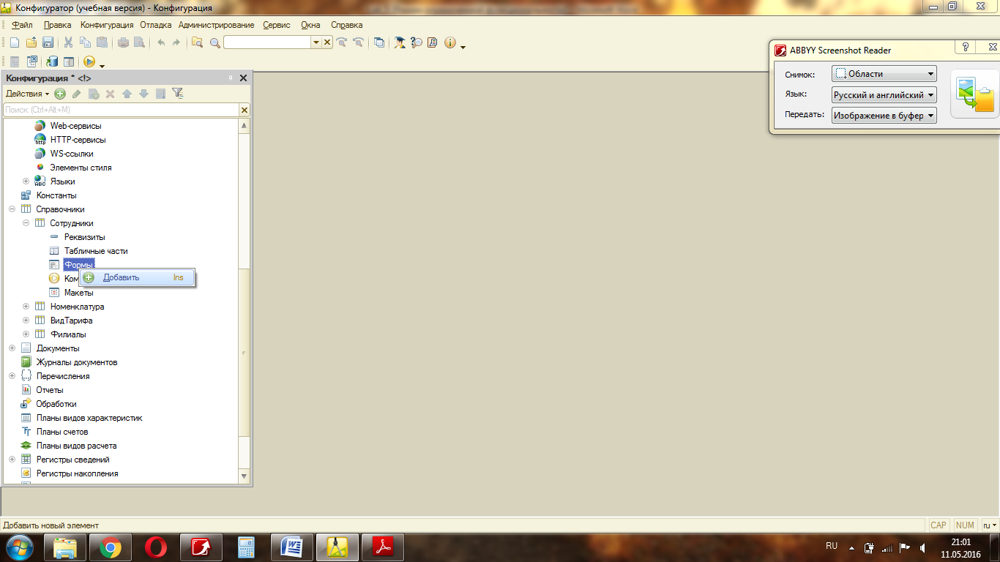 Конфигуратор (учебная версия) - Конфигурация
Файл Правка Конфигурация Отладка Администрирование Сервис Окна Справка
ABBYY Screenshot Reader
Снимок: Области
Язык: Русский и английский
Передать: Изображение в буфер
Конфигурация * <!>
Действия
Поиск (Ctrl+Alt+M)
Web-сервисы
HTTP-сервисы
WS-ссылки
Элементы стиля
Языки
Константы
Справочники
Сотрудники
Реквизиты
Табличные части
Формы
Добавить Ins
Ком
Макеты
Номенклатура
ВидТарифа
Филиалы
Документы
Журналы документов
Перечисления
Отчеты
Обработки
Планы видов характеристик
Планы счетов
Планы видов расчета
Регистры сведений
Регистры накопления
Добавить новый элемент
CAP NUM ru
RU
21:01
11.05.2016